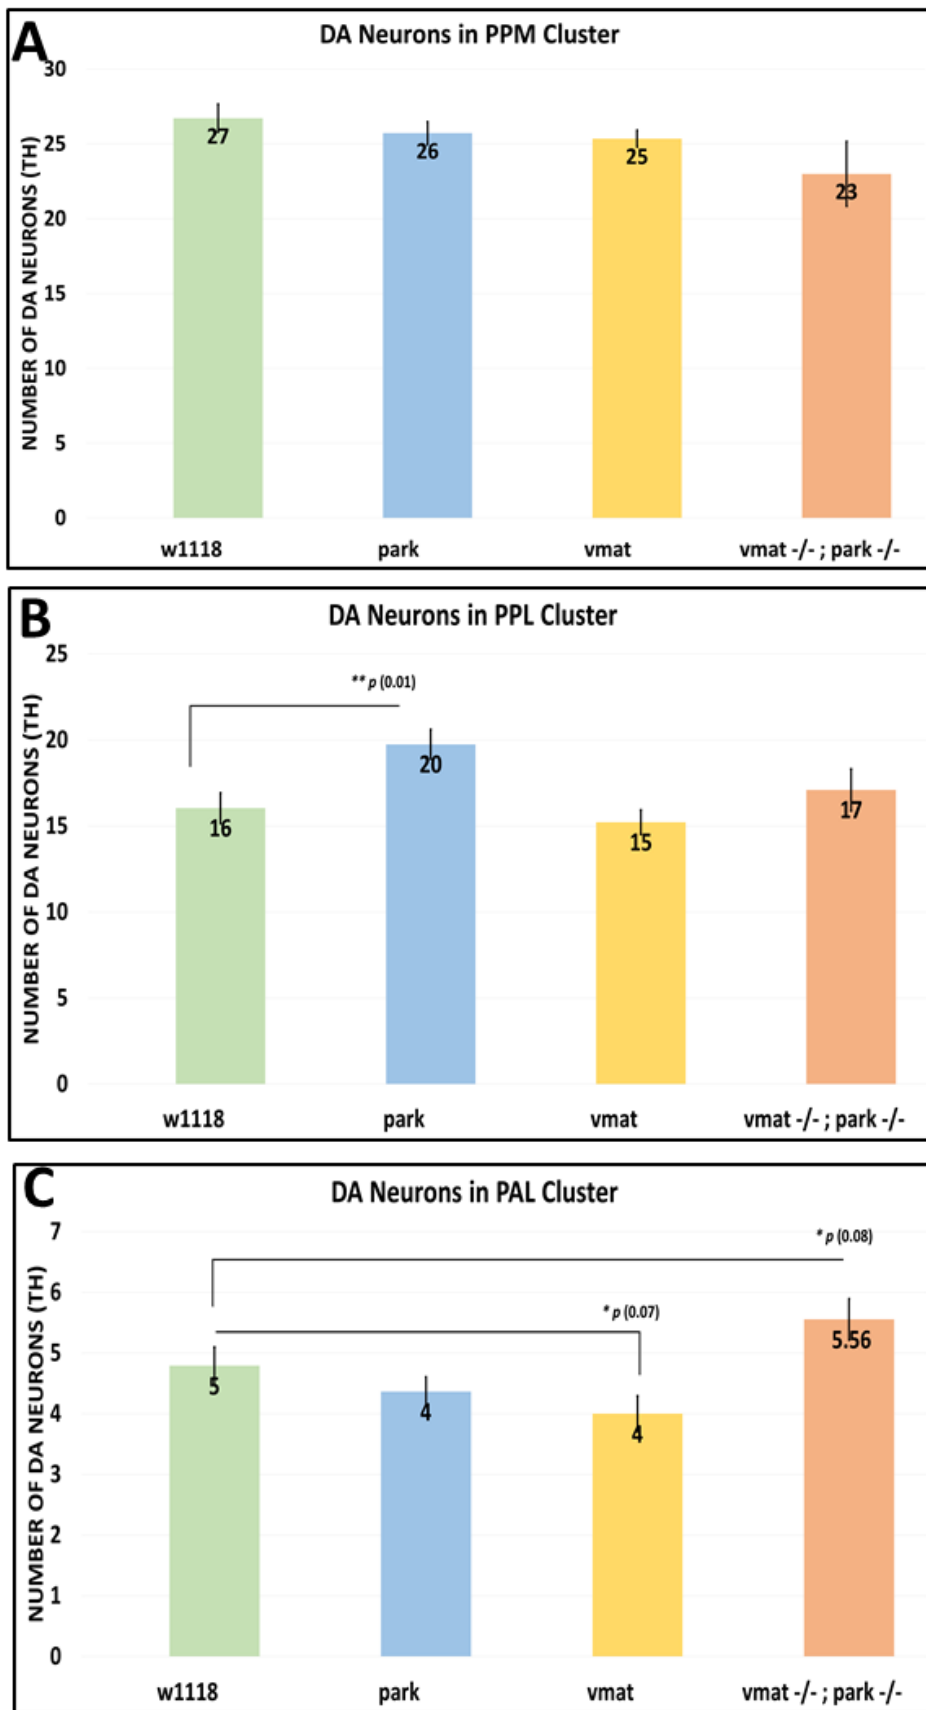 A
DA Neurons in PPM Cluster
NUMBER OF DA NEURONS (TH)
30
25
20
15
10
5
0
27
26
25
23
w1118 park vmat vmat -/- ; park -/-
B
DA Neurons in PPL Cluster
NUMBER OF DA NEURONS (TH)
25
20
15
10
5
0
** p (0.01)
16
20
15
17
w1118 park vmat vmat -/- ; park -/-
C
DA Neurons in PAL Cluster
NUMBER OF DA NEURONS (TH)
7
6
5
4
3
2
1
0
* p (0.08)
* p (0.07)
5
4
4
5.56
w1118 park vmat vmat -/- ; park -/-